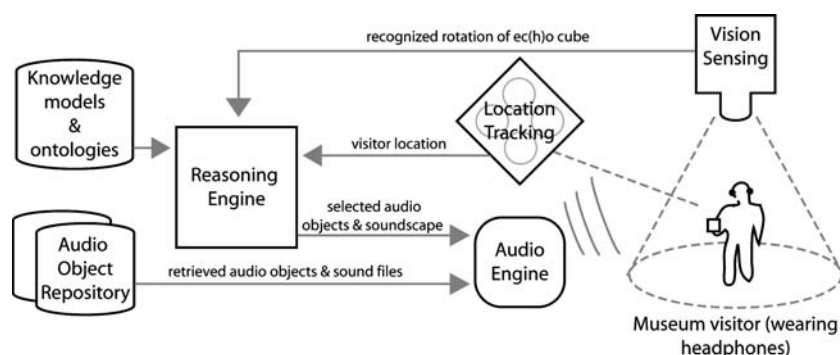 recognized rotation of ec(h)o cube
Vision
Sensing
Knowledge
models
&
ontologies
Location
Tracking
visitor location
Reasoning
Engine
selected audio
objects & soundscape
Audio
Object
Repository
retrieved audio objects & sound files
Audio
Engine
Museum visitor (wearing
headphones)